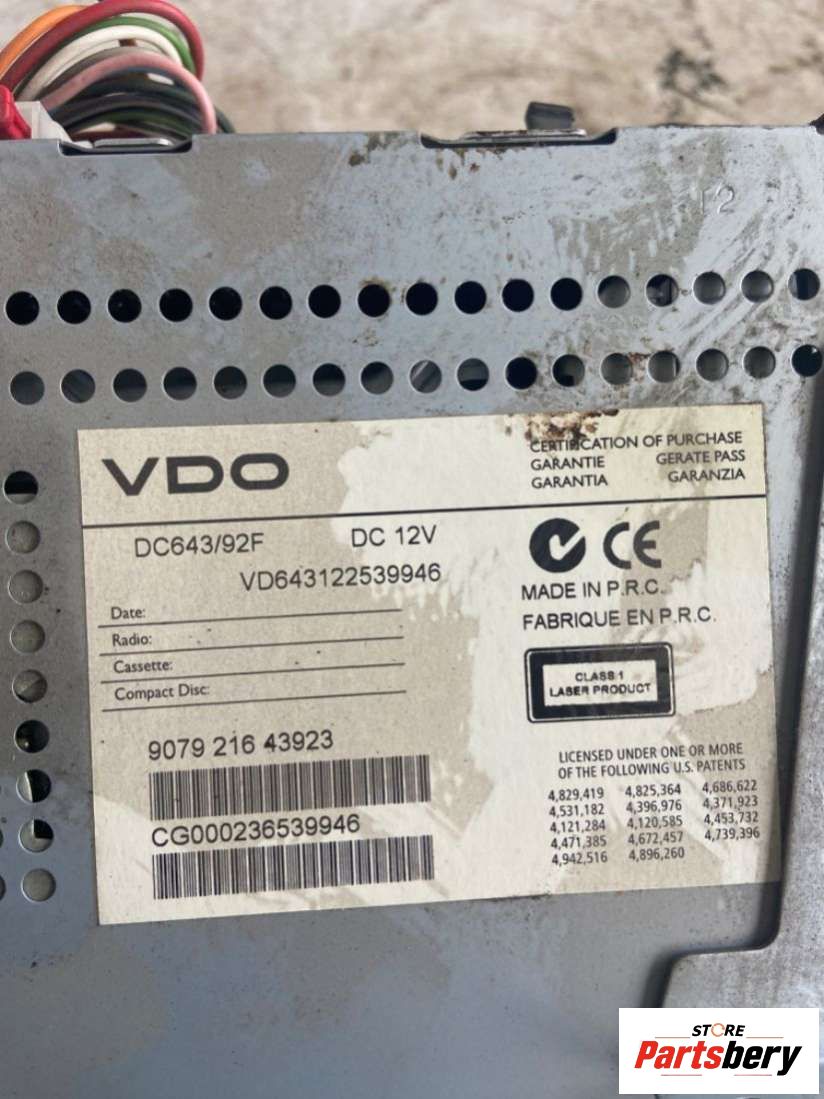 12
VDO
CERTIFICATION OF PURCHASE
GARANTIE GERATE PASS
GARANTIA GARANZIA
DC643/92F DC 12V
VD643122539946
CE
MADE IN P.R.C.
FABRIQUE EN P.R.C.
Date:
Radio:
Cassette:
Compact Disc:
CLASS 1
LASER PRODUCT
9079 216 43923
CG000236539946
LICENSED UNDER ONE OR MORE
OF THE FOLLOWING U.S. PATENTS
4,829,419 4,825,364 4,686,622
4,531,182 4,396,976 4,371,923
4,121,284 4,120,585 4,453,732
4,471,385 4,672,457 4,739,396
4,942,516 4,896,260
STORE
Partsbery